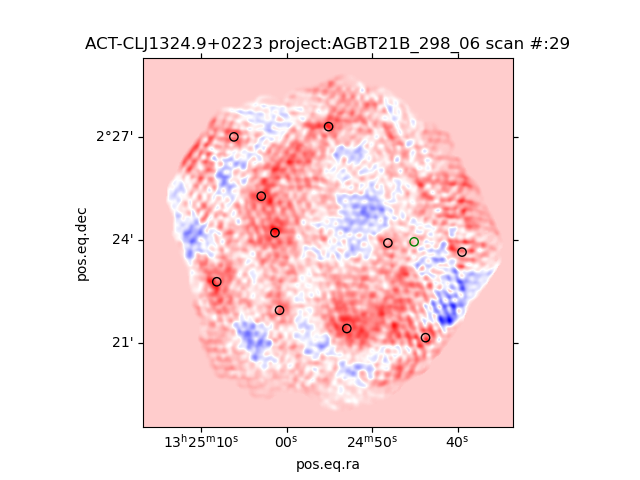 ACT-CLJ1324.9+0223 project:AGBT21B_298_06 scan #:29
pos.eq.dec
2°27'
24'
21'
13ʰ25ᵐ10ˢ 00ˢ 24ᵐ50ˢ 40ˢ
pos.eq.ra